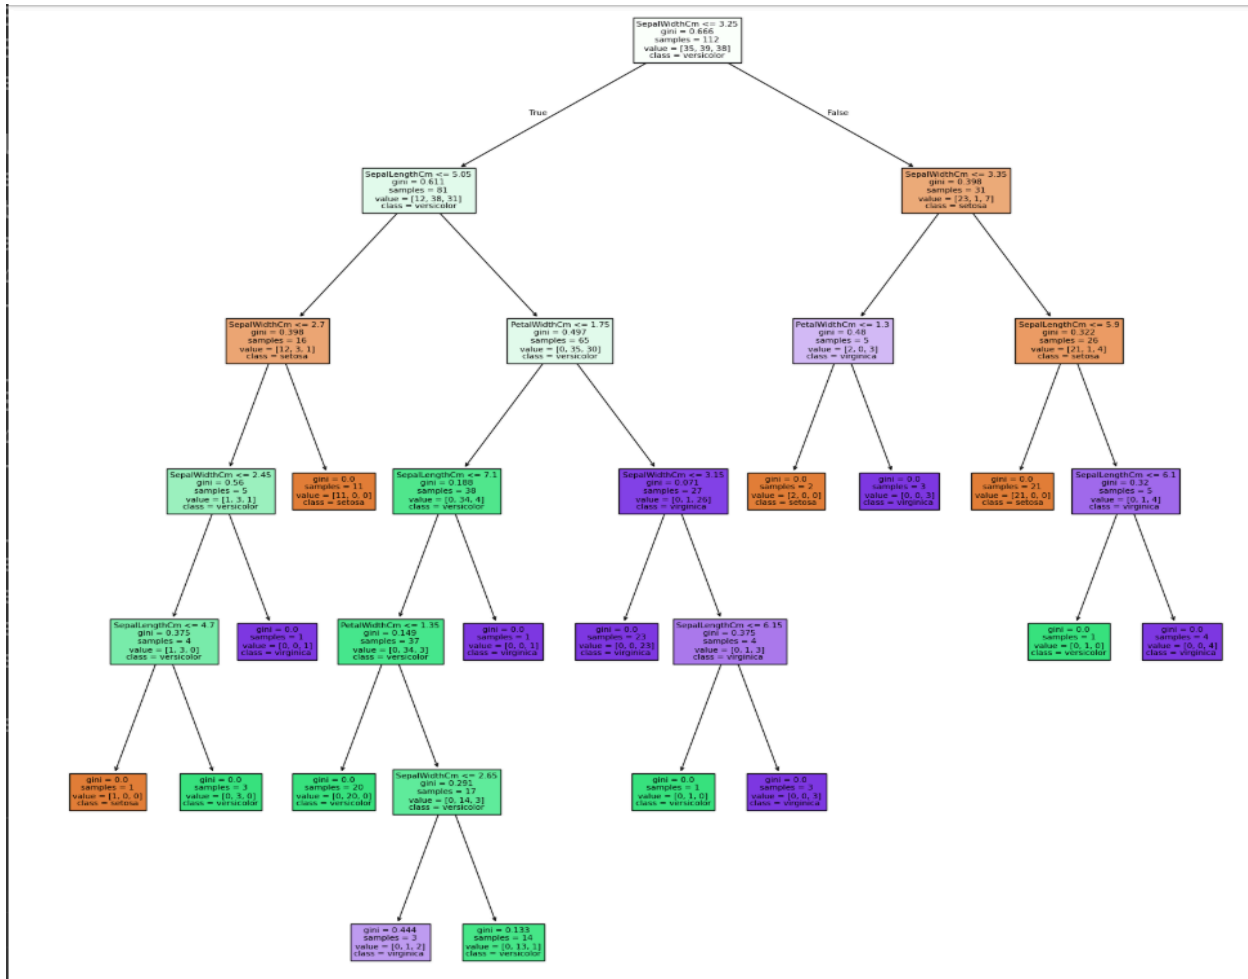 SepalWidthCm <= 3.25
gini = 0.666
samples = 112
value = [35, 39, 38]
class = versicolor
True
False
SepalLengthCm <= 5.05
gini = 0.611
samples = 81
value = [12, 38, 31]
class = versicolor
SepalWidthCm <= 3.35
gini = 0.398
samples = 31
value = [23, 1, 7]
class = setosa
SepalWidthCm <= 2.7
gini = 0.398
samples = 16
value = [12, 3, 1]
class = setosa
PetalWidthCm <= 1.75
gini = 0.497
samples = 65
value = [0, 35, 30]
class = versicolor
PetalWidthCm <= 1.3
gini = 0.48
samples = 5
value = [2, 0, 3]
class = virginica
SepalLengthCm <= 5.9
gini = 0.322
samples = 26
value = [21, 1, 4]
class = setosa
SepalWidthCm <= 2.45
gini = 0.56
samples = 5
value = [1, 3, 1]
class = versicolor
gini = 0.0
samples = 11
value = [11, 0, 0]
class = setosa
SepalLengthCm <= 7.1
gini = 0.188
samples = 38
value = [0, 34, 4]
class = versicolor
SepalWidthCm <= 3.15
gini = 0.071
samples = 27
value = [0, 1, 26]
class = virginica
gini = 0.0
samples = 2
value = [2, 0, 0]
class = setosa
gini = 0.0
samples = 3
value = [0, 0, 3]
class = virginica
gini = 0.0
samples = 21
value = [21, 0, 0]
class = setosa
SepalLengthCm <= 6.1
gini = 0.32
samples = 5
value = [0, 1, 4]
class = virginica
SepalLengthCm <= 4.7
gini = 0.375
samples = 4
value = [1, 3, 0]
class = versicolor
gini = 0.0
samples = 1
value = [0, 0, 1]
class = virginica
PetalWidthCm <= 1.35
gini = 0.149
samples = 37
value = [0, 34, 3]
class = versicolor
gini = 0.0
samples = 1
value = [0, 0, 1]
class = virginica
gini = 0.0
samples = 23
value = [0, 0, 23]
class = virginica
SepalLengthCm <= 6.15
gini = 0.375
samples = 4
value = [0, 1, 3]
class = virginica
gini = 0.0
samples = 1
value = [0, 1, 0]
class = versicolor
gini = 0.0
samples = 4
value = [0, 0, 4]
class = virginica
gini = 0.0
samples = 1
value = [1, 0, 0]
class = setosa
gini = 0.0
samples = 3
value = [0, 3, 0]
class = versicolor
gini = 0.0
samples = 20
value = [0, 20, 0]
class = versicolor
SepalWidthCm <= 2.65
gini = 0.291
samples = 17
value = [0, 14, 3]
class = versicolor
gini = 0.0
samples = 1
value = [0, 1, 0]
class = versicolor
gini = 0.0
samples = 3
value = [0, 0, 3]
class = virginica
gini = 0.444
samples = 3
value = [0, 1, 2]
class = virginica
gini = 0.133
samples = 14
value = [0, 13, 1]
class = versicolor